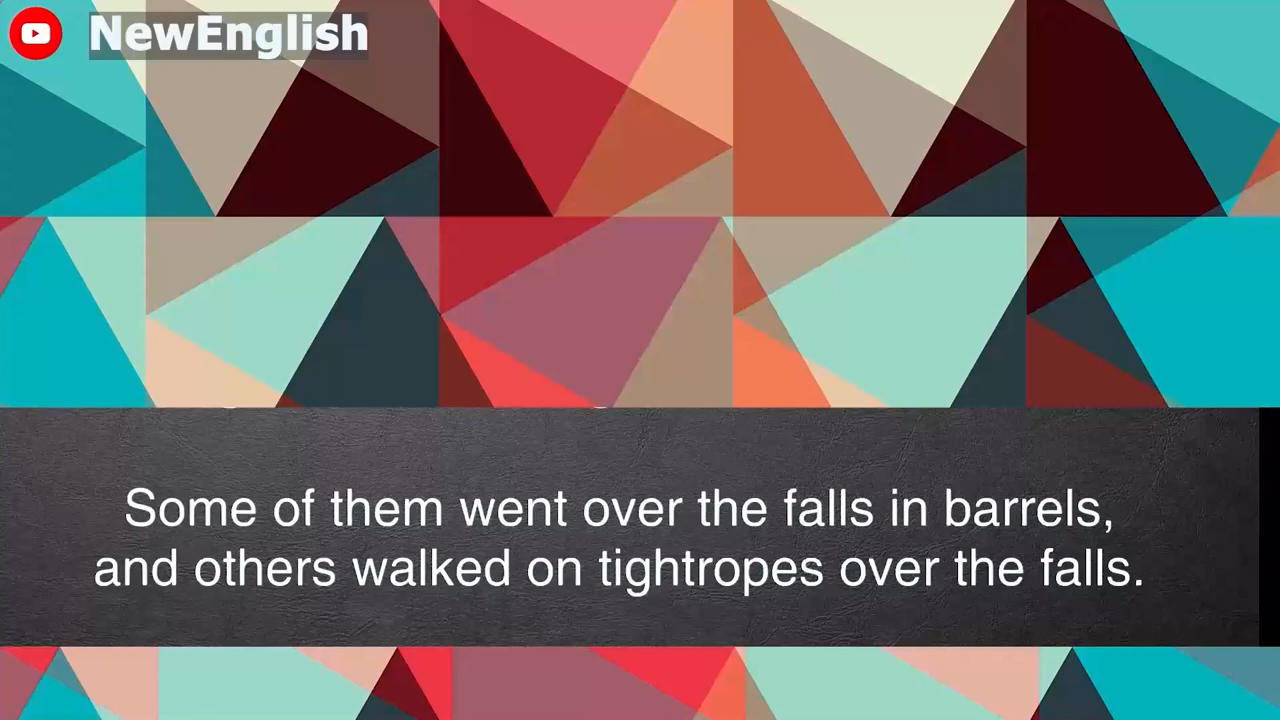 NewEnglish
Some of them went over the falls in barrels,
and others walked on tightropes over the falls.